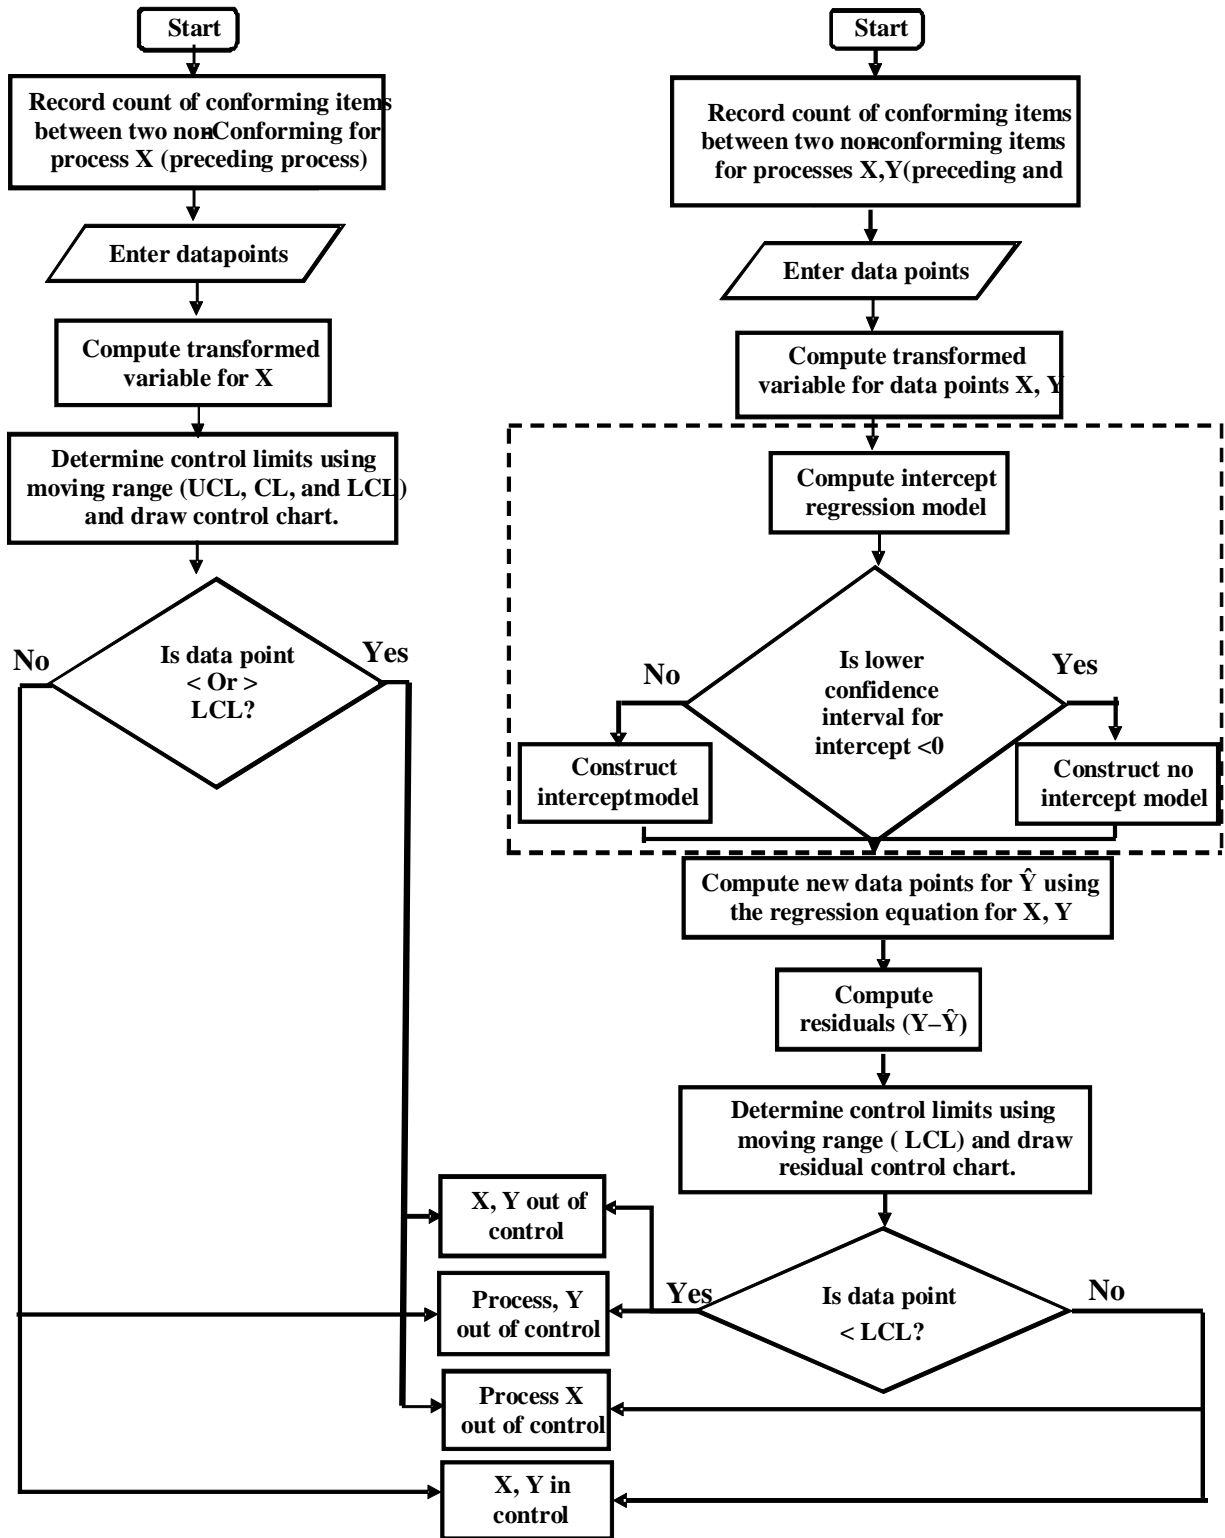 Start
Record count of conforming items
between two non-Conforming for
process X (preceding process)
Enter datapoints
Compute transformed
variable for X
Determine control limits using
moving range (UCL, CL, and LCL)
and draw control chart.
No
Is data point
< Or >
LCL?
Yes
Start
Record count of conforming items
between two non-conforming items
for processes X,Y(preceding and
Enter data points
Compute transformed
variable for data points X, Y
Compute intercept
regression model
No
Is lower
confidence
interval for
intercept <0
Yes
Construct
interceptmodel
Construct no
intercept model
Compute new data points for Ŷ using
the regression equation for X, Y
Compute
residuals (Y–Ŷ)
Determine control limits using
moving range ( LCL) and draw
residual control chart.
Yes
Is data point
< LCL?
No
X, Y out of
control
Process, Y
out of control
Process X
out of control
X, Y in
control